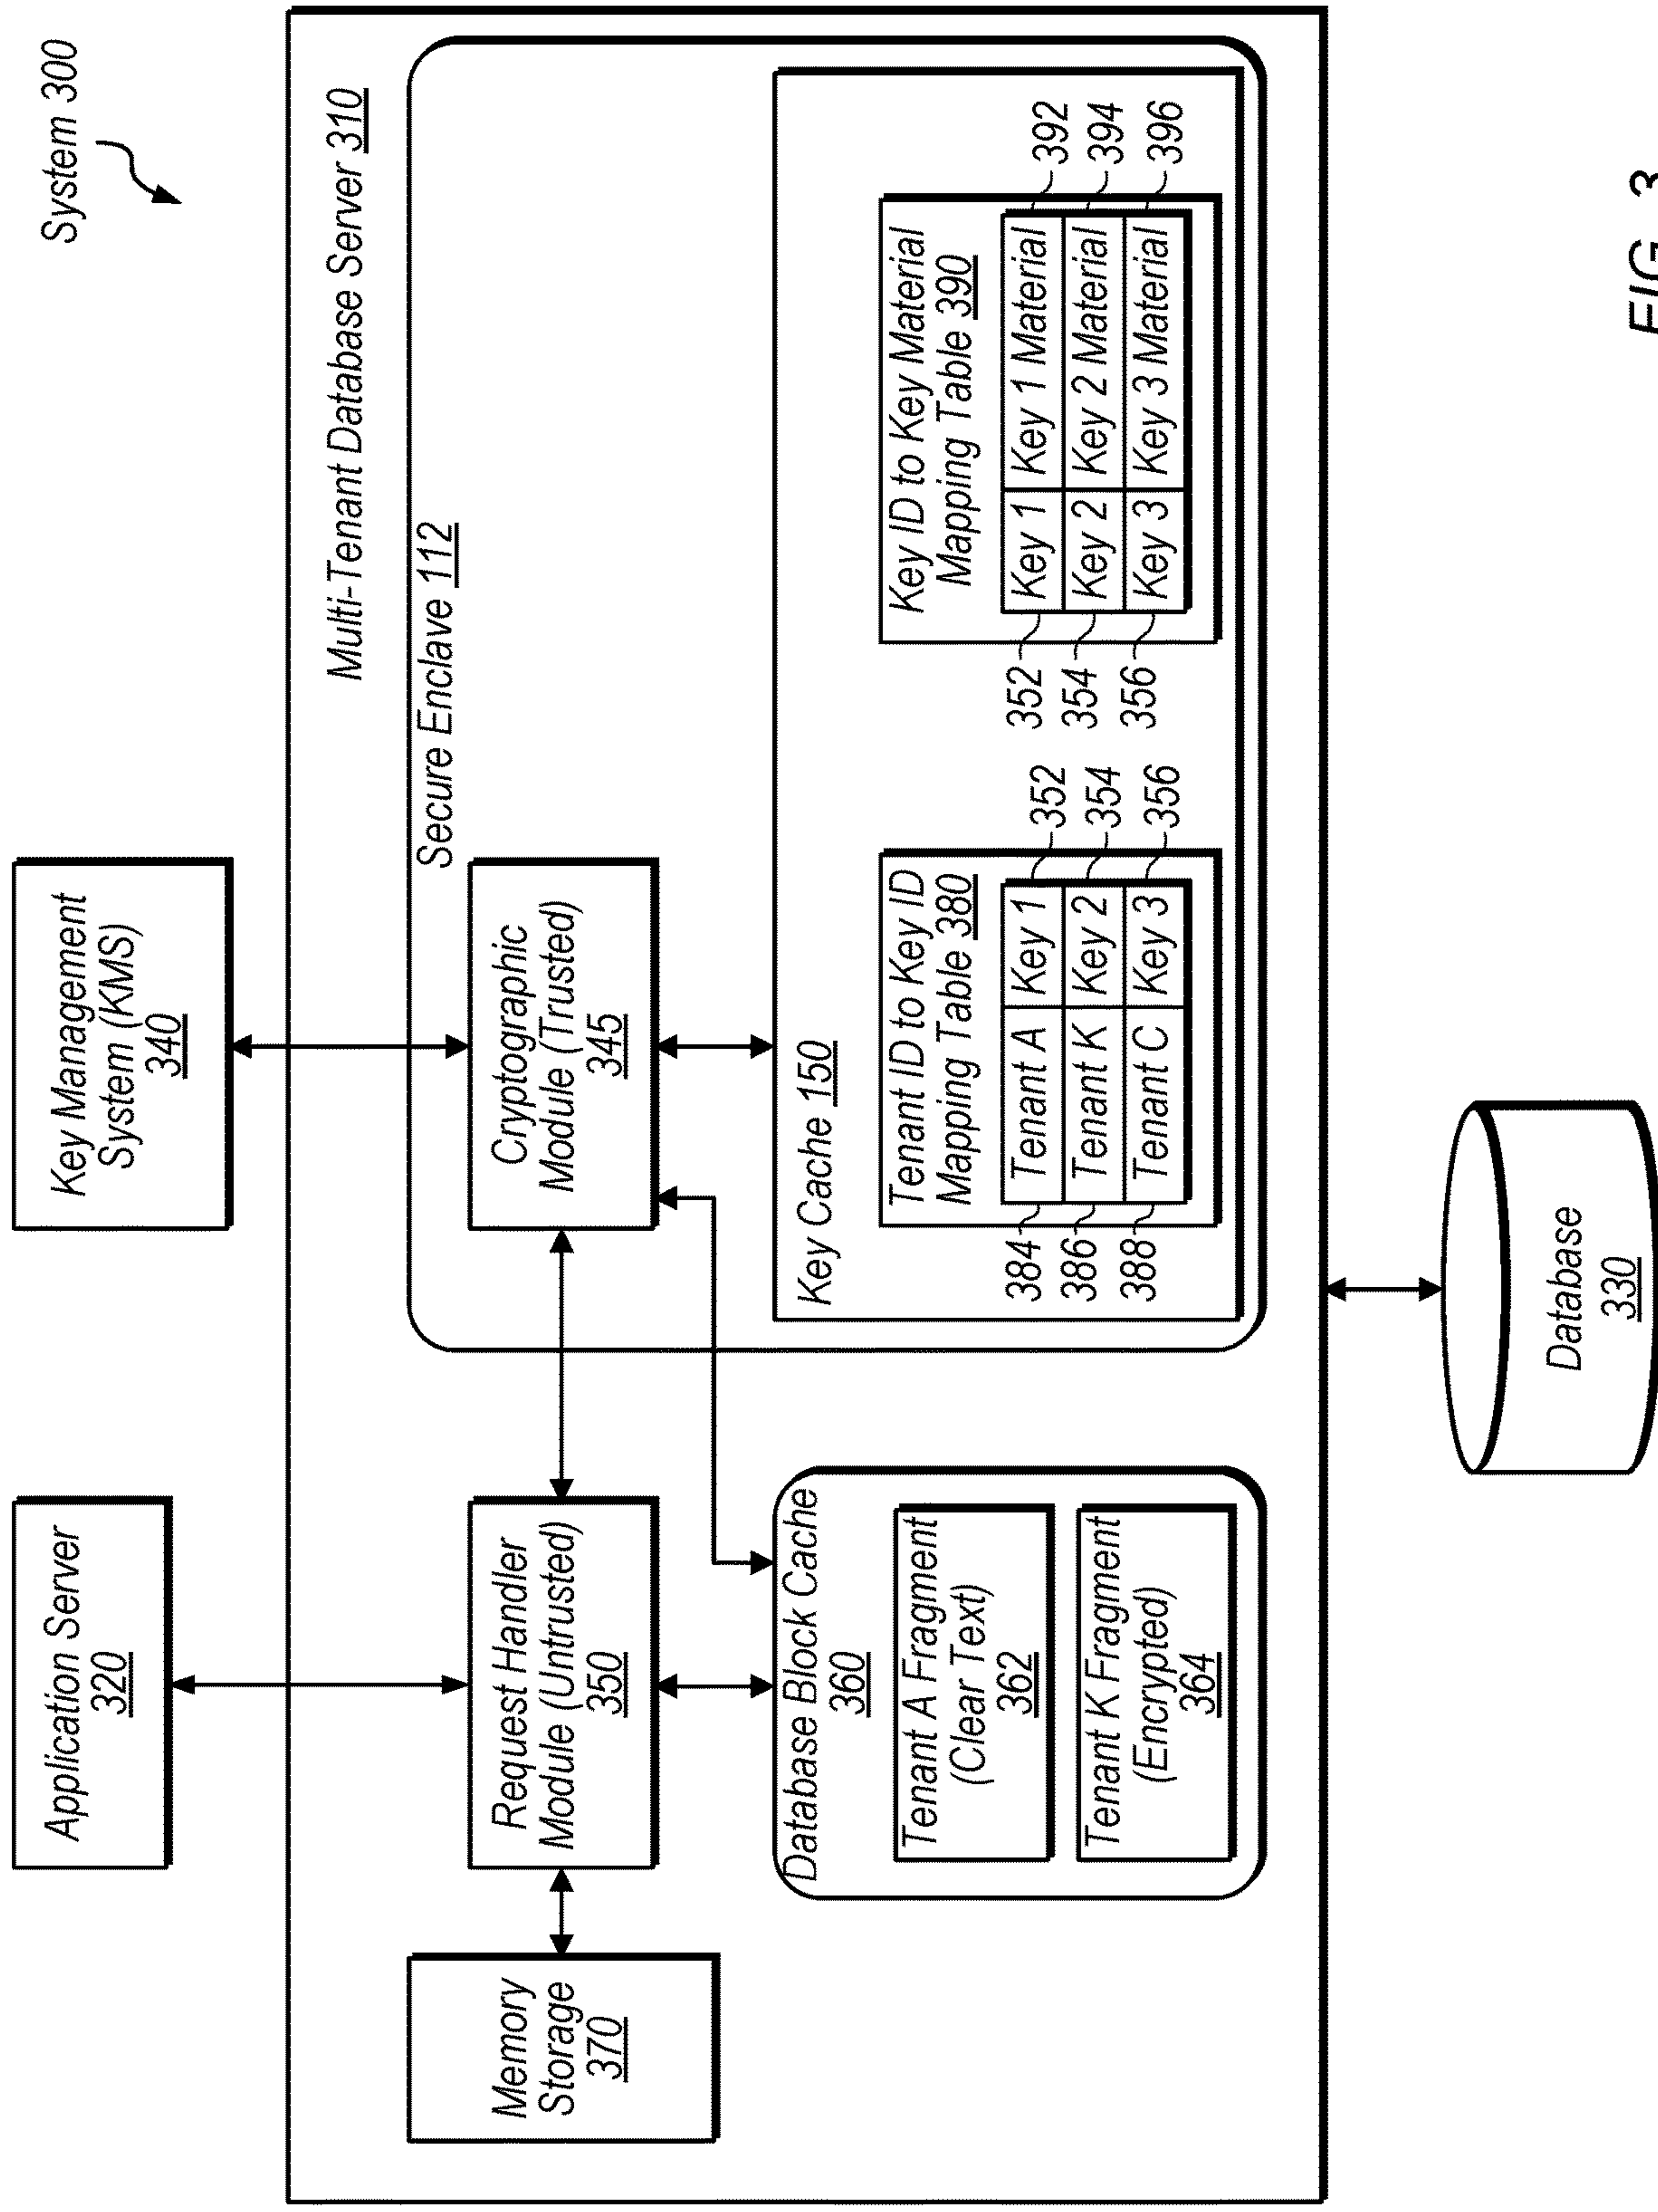 System 300
Application Server
320
Key Management
System (KMS)
340
Multi-Tenant Database Server 310
Secure Enclave 112
Memory
Storage
370
Request Handler
Module (Untrusted)
350
Cryptographic
Module (Trusted)
345
Database Block Cache
360
Tenant A Fragment
(Clear Text)
362
Tenant K Fragment
(Encrypted)
364
Key Cache 150
Tenant ID to Key ID
Mapping Table 380
384 Tenant A Key 1 352
386 Tenant K Key 2 354
388 Tenant C Key 3 356
Key ID to Key Material
Mapping Table 390
352 Key 1 Key 1 Material 392
354 Key 2 Key 2 Material 394
356 Key 3 Key 3 Material 396
Database
330
FIG. 3